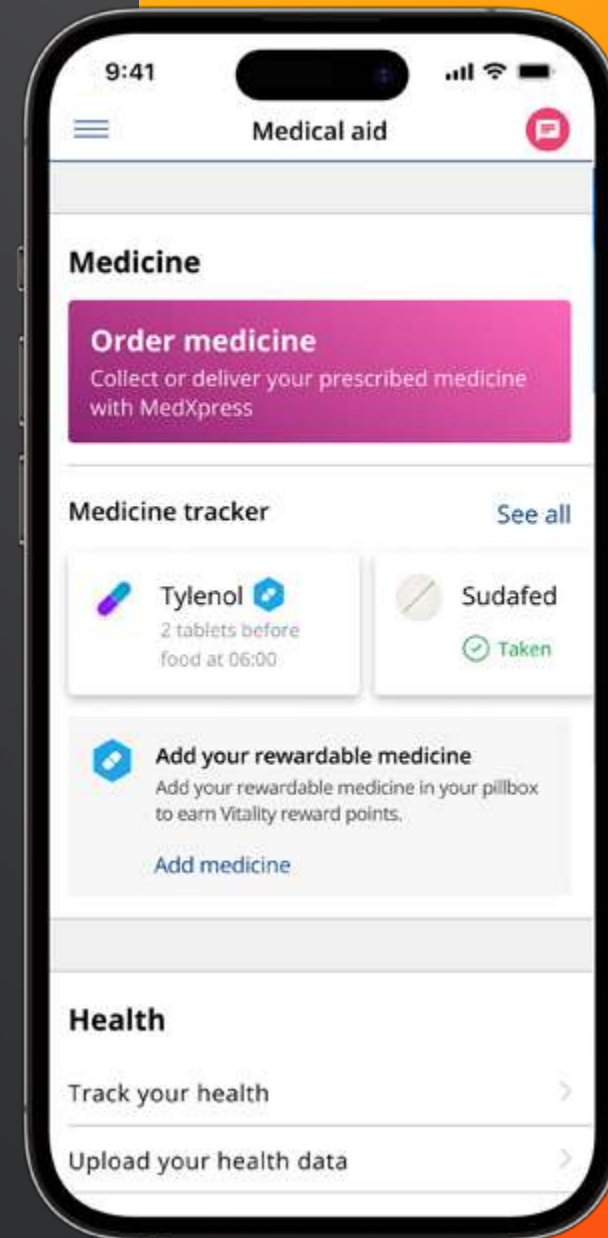 9:41
Medical aid
Medicine
Order medicine
Collect or deliver your prescribed medicine
with MedXpress
Medicine tracker
See all
Tylenol
2 tablets before
food at 06:00
Sudafed
Taken
Add your rewardable medicine
Add your rewardable medicine in your pillbox
to earn Vitality reward points.
Add medicine
Health
Track your health
Upload your health data